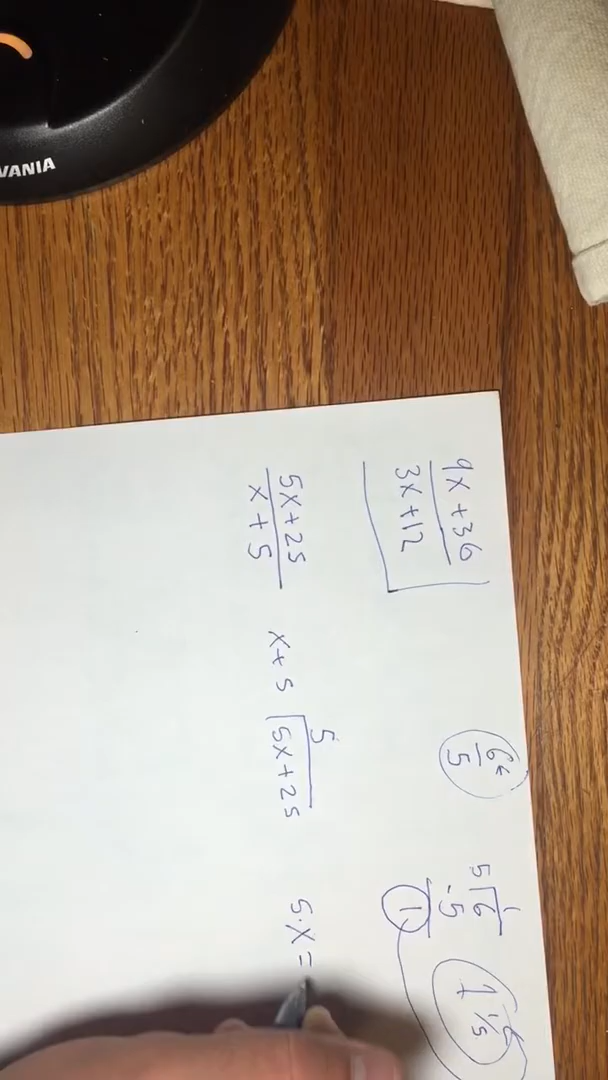 VANIA
9x + 36
3x + 12
6
5
1
5 6
-5
1
1 1/5
5x + 25
x + 5
5
x + 5 5x + 25
5 · x =